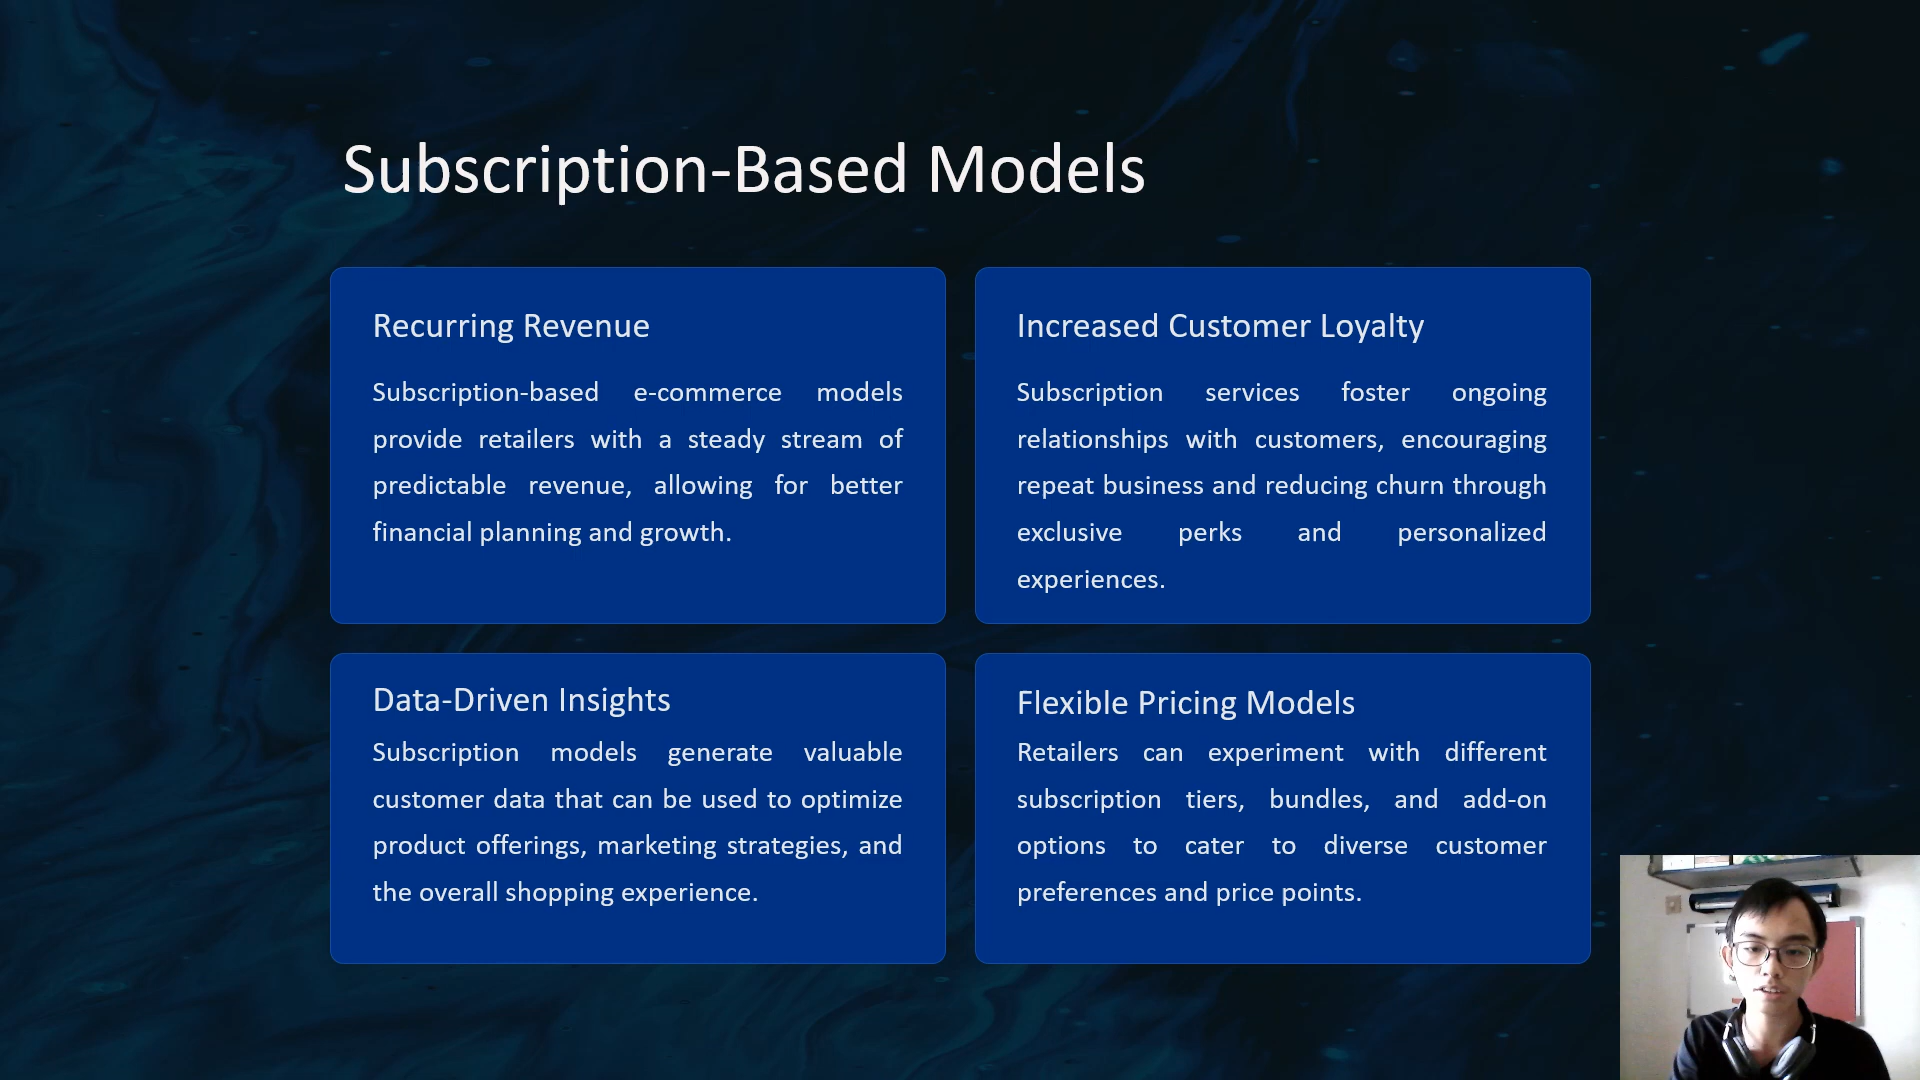 Subscription-Based Models
Recurring Revenue
Subscription-based e-commerce models
provide retailers with a steady stream of
predictable revenue, allowing for better
financial planning and growth.
Increased Customer Loyalty
Subscription services foster ongoing
relationships with customers, encouraging
repeat business and reducing churn through
exclusive perks and personalized
experiences.
Data-Driven Insights
Subscription models generate valuable
customer data that can be used to optimize
product offerings, marketing strategies, and
the overall shopping experience.
Flexible Pricing Models
Retailers can experiment with different
subscription tiers, bundles, and add-on
options to cater to diverse customer
preferences and price points.